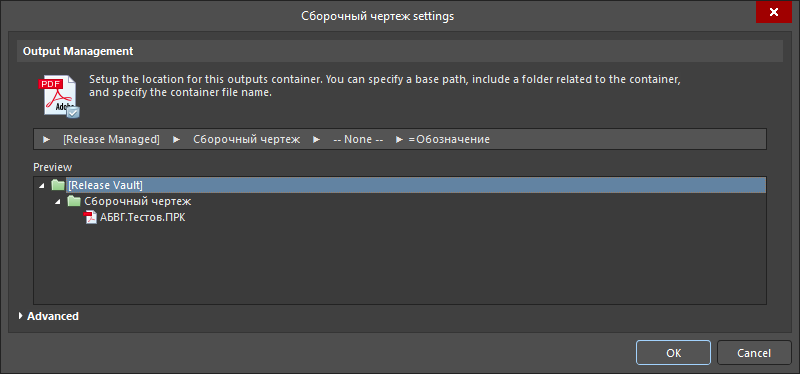 Сборочный чертеж settings
Output Management
PDF
Adobe
Setup the location for this outputs container. You can specify a base path, include a folder related to the container,
and specify the container file name.
[Release Managed] Сборочный чертеж -- None -- =Обозначение
Preview
[Release Vault]
Сборочный чертеж
АБВГ.Тестов.ПРК
Advanced
OK Cancel